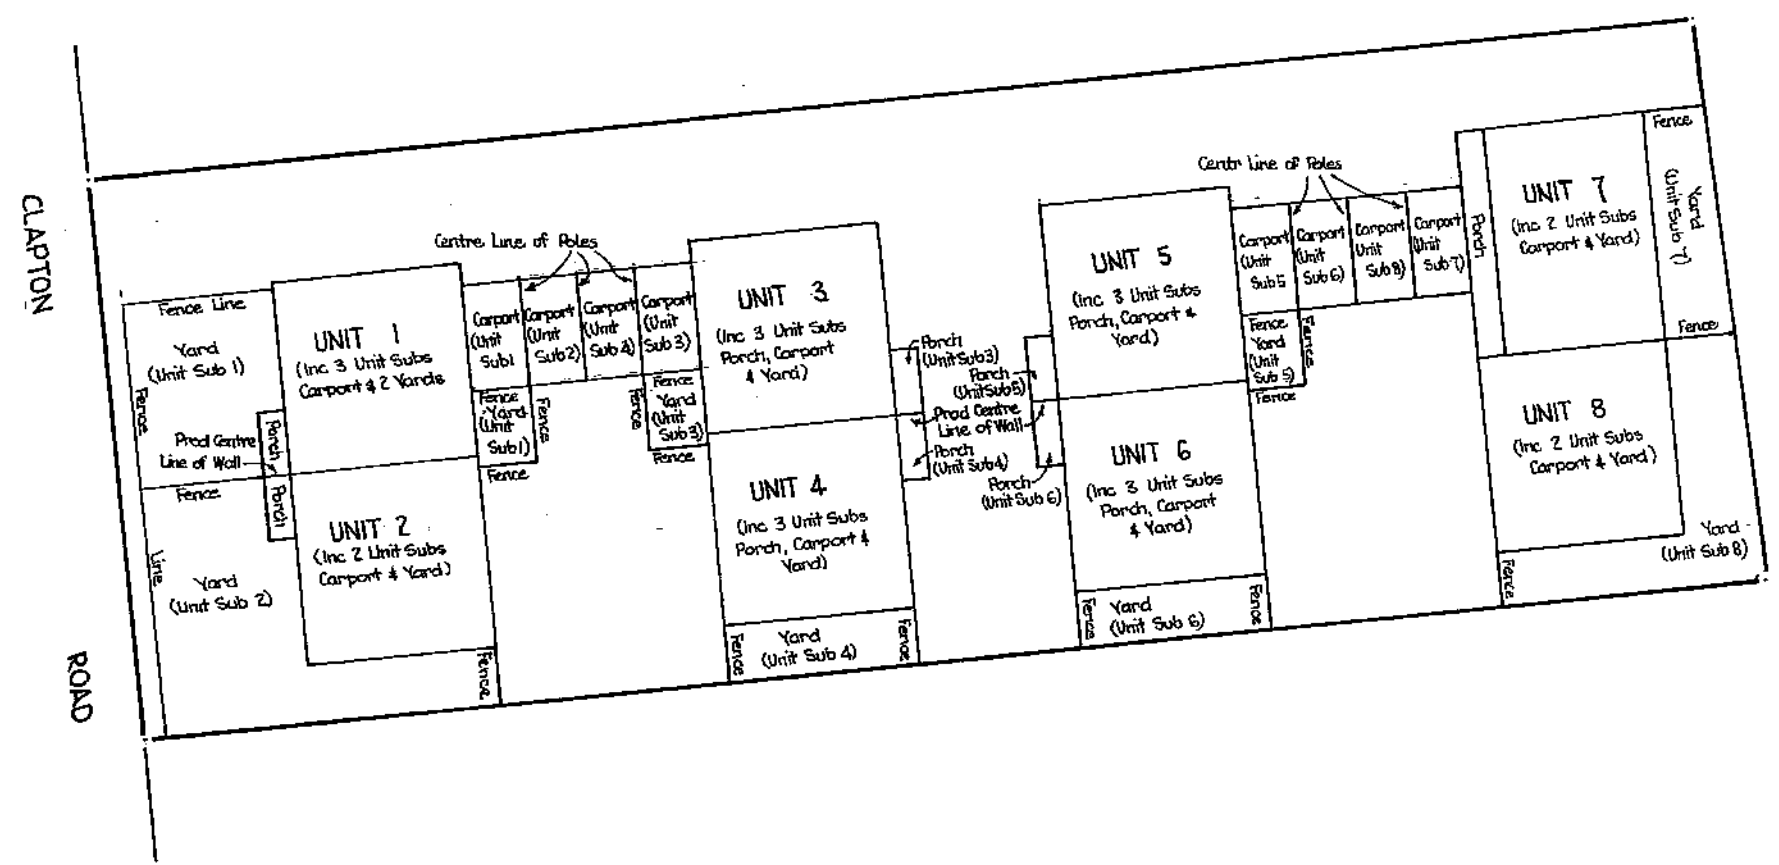 CLAPTON
ROAD
Fence Line
Yard
(Unit Sub 1)
Fence
Prod Centre
Line of Wall
Porch
Porch
Fence
Line
Yard
(Unit Sub 2)
UNIT 1
(Inc 3 Unit Subs
Carport & 2 Yards
UNIT 2
(Inc 2 Unit Subs
Carport & Yard)
Fence
Centre Line of Poles
Carport
(Unit
Sub1
Carport
(Unit
Sub2)
Carport
(Unit
Sub 4)
Carport
(Unit
Sub 3)
Fence
Yard
(Unit
Sub1)
Fence
Fence
Fence
Fence
Yard
(Unit
Sub 3)
Fence
UNIT 3
(Inc 3 Unit Subs
Porch, Carport
& Yard)
UNIT 4
(Inc 3 Unit Subs
Porch, Carport &
Yard)
Fence
Yard
(Unit Sub 4)
Fence
Porch
(Unit Sub3)
Porch
(Unit Sub5)
Prod Centre
Line of Wall
Porch
(Unit Sub4)
Porch
(Unit Sub 6)
UNIT 5
(Inc 3 Unit Subs
Porch, Carport &
Yard)
UNIT 6
(Inc 3 Unit Subs
Porch, Carport
& Yard)
Fence
Yard
(Unit Sub 6)
Fence
Centr Line of Poles
Carport
(Unit
Sub5
Carport
(Unit
Sub 6)
Carport
Unit
Sub 8)
Carport
(Unit
Sub 7)
Fence
Yard
(Unit
Sub 5)
Fence
Fence
Porch
UNIT 7
(Inc 2 Unit Subs
Carport & Yard)
Fence
Yard
(Unit Sub 7)
Fence
UNIT 8
(Inc 2 Unit Subs
Carport & Yard)
Yard
(Unit Sub 8)
Fence